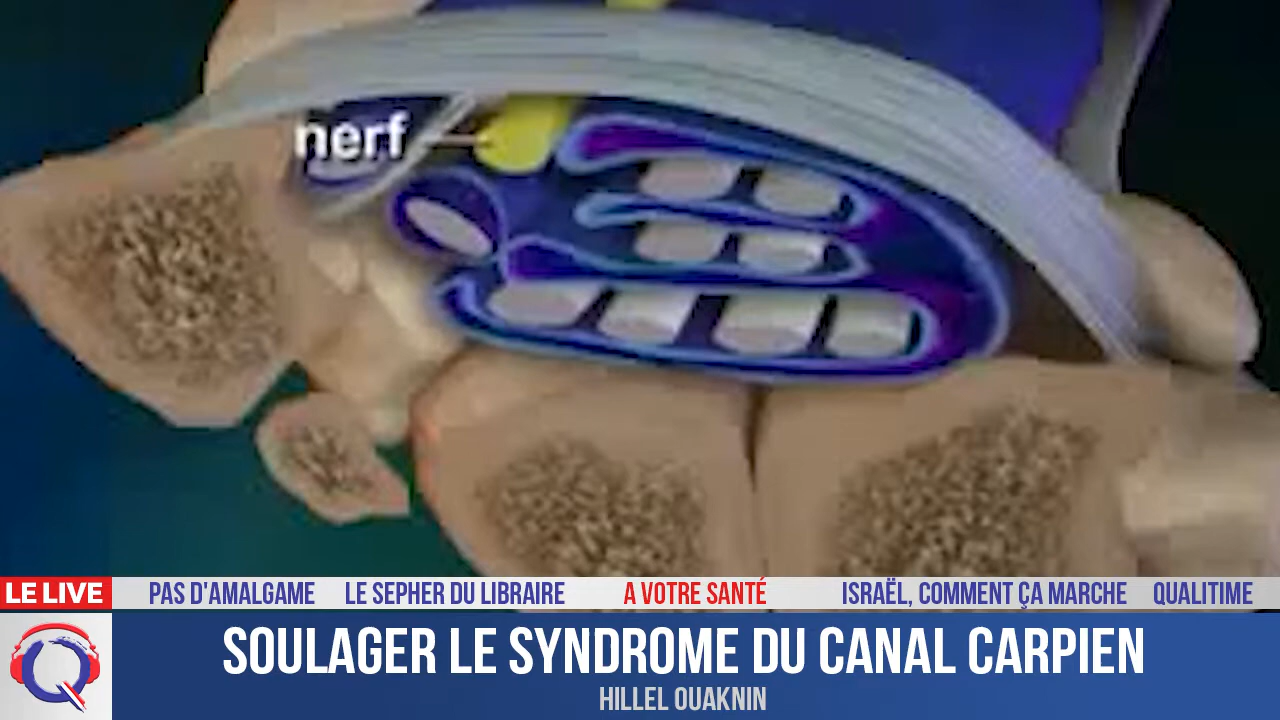 nerf
LE LIVE PAS D'AMALGAME LE SEPHER DU LIBRAIRE A VOTRE SANTÉ ISRAËL, COMMENT ÇA MARCHE QUALITIME
SOULAGER LE SYNDROME DU CANAL CARPIEN
HILLEL OUAKNIN